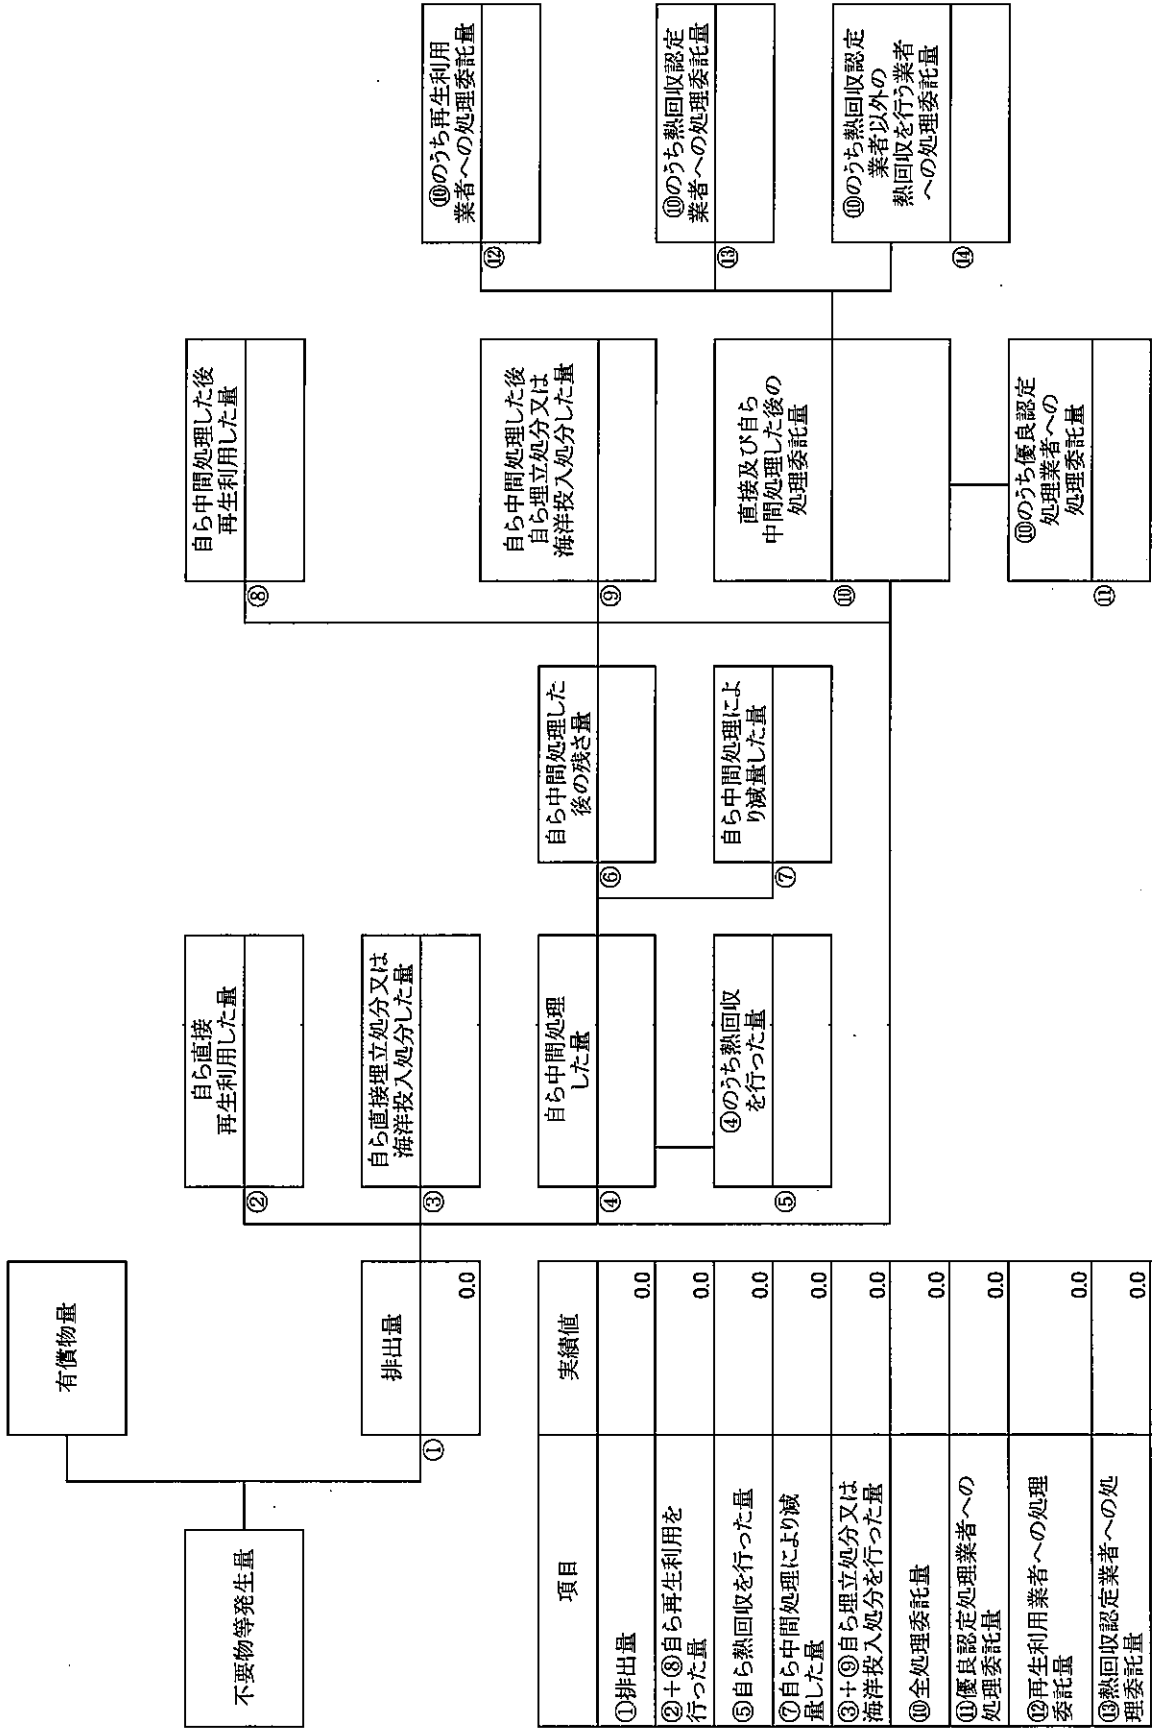 不要物等発生量
有償物量
①
排出量
0.0
②
自ら直接
再生利用した量
③
自ら直接埋立処分又は
海洋投入処分した量
④
自ら中間処理
した量
⑤
④のうち熱回収
を行った量
⑥
自ら中間処理した
後の残さ量
⑦
自ら中間処理によ
り減量した量
⑧
自ら中間処理した後
再生利用した量
⑨
自ら中間処理した後
自ら埋立処分又は
海洋投入処分した量
⑩
直接及び自ら
中間処理した後の
処理委託量
⑪
⑩のうち優良認定
処理業者への
処理委託量
⑫
⑩のうち再生利用
業者への処理委託量
⑬
⑩のうち熱回収認定
業者への処理委託量
⑭
⑩のうち熱回収認定
業者以外の
熱回収を行う業者
への処理委託量
項目
実績値
①排出量
0.0
②+⑧自ら再生利用を
行った量
0.0
⑤自ら熱回収を行った量
0.0
⑦自ら中間処理により減
量した量
0.0
③+⑨自ら埋立処分又は
海洋投入処分を行った量
0.0
⑩全処理委託量
0.0
⑪優良認定処理業者への
処理委託量
0.0
⑫再生利用業者への処理
委託量
0.0
⑬熱回収認定業者への処
理委託量
0.0